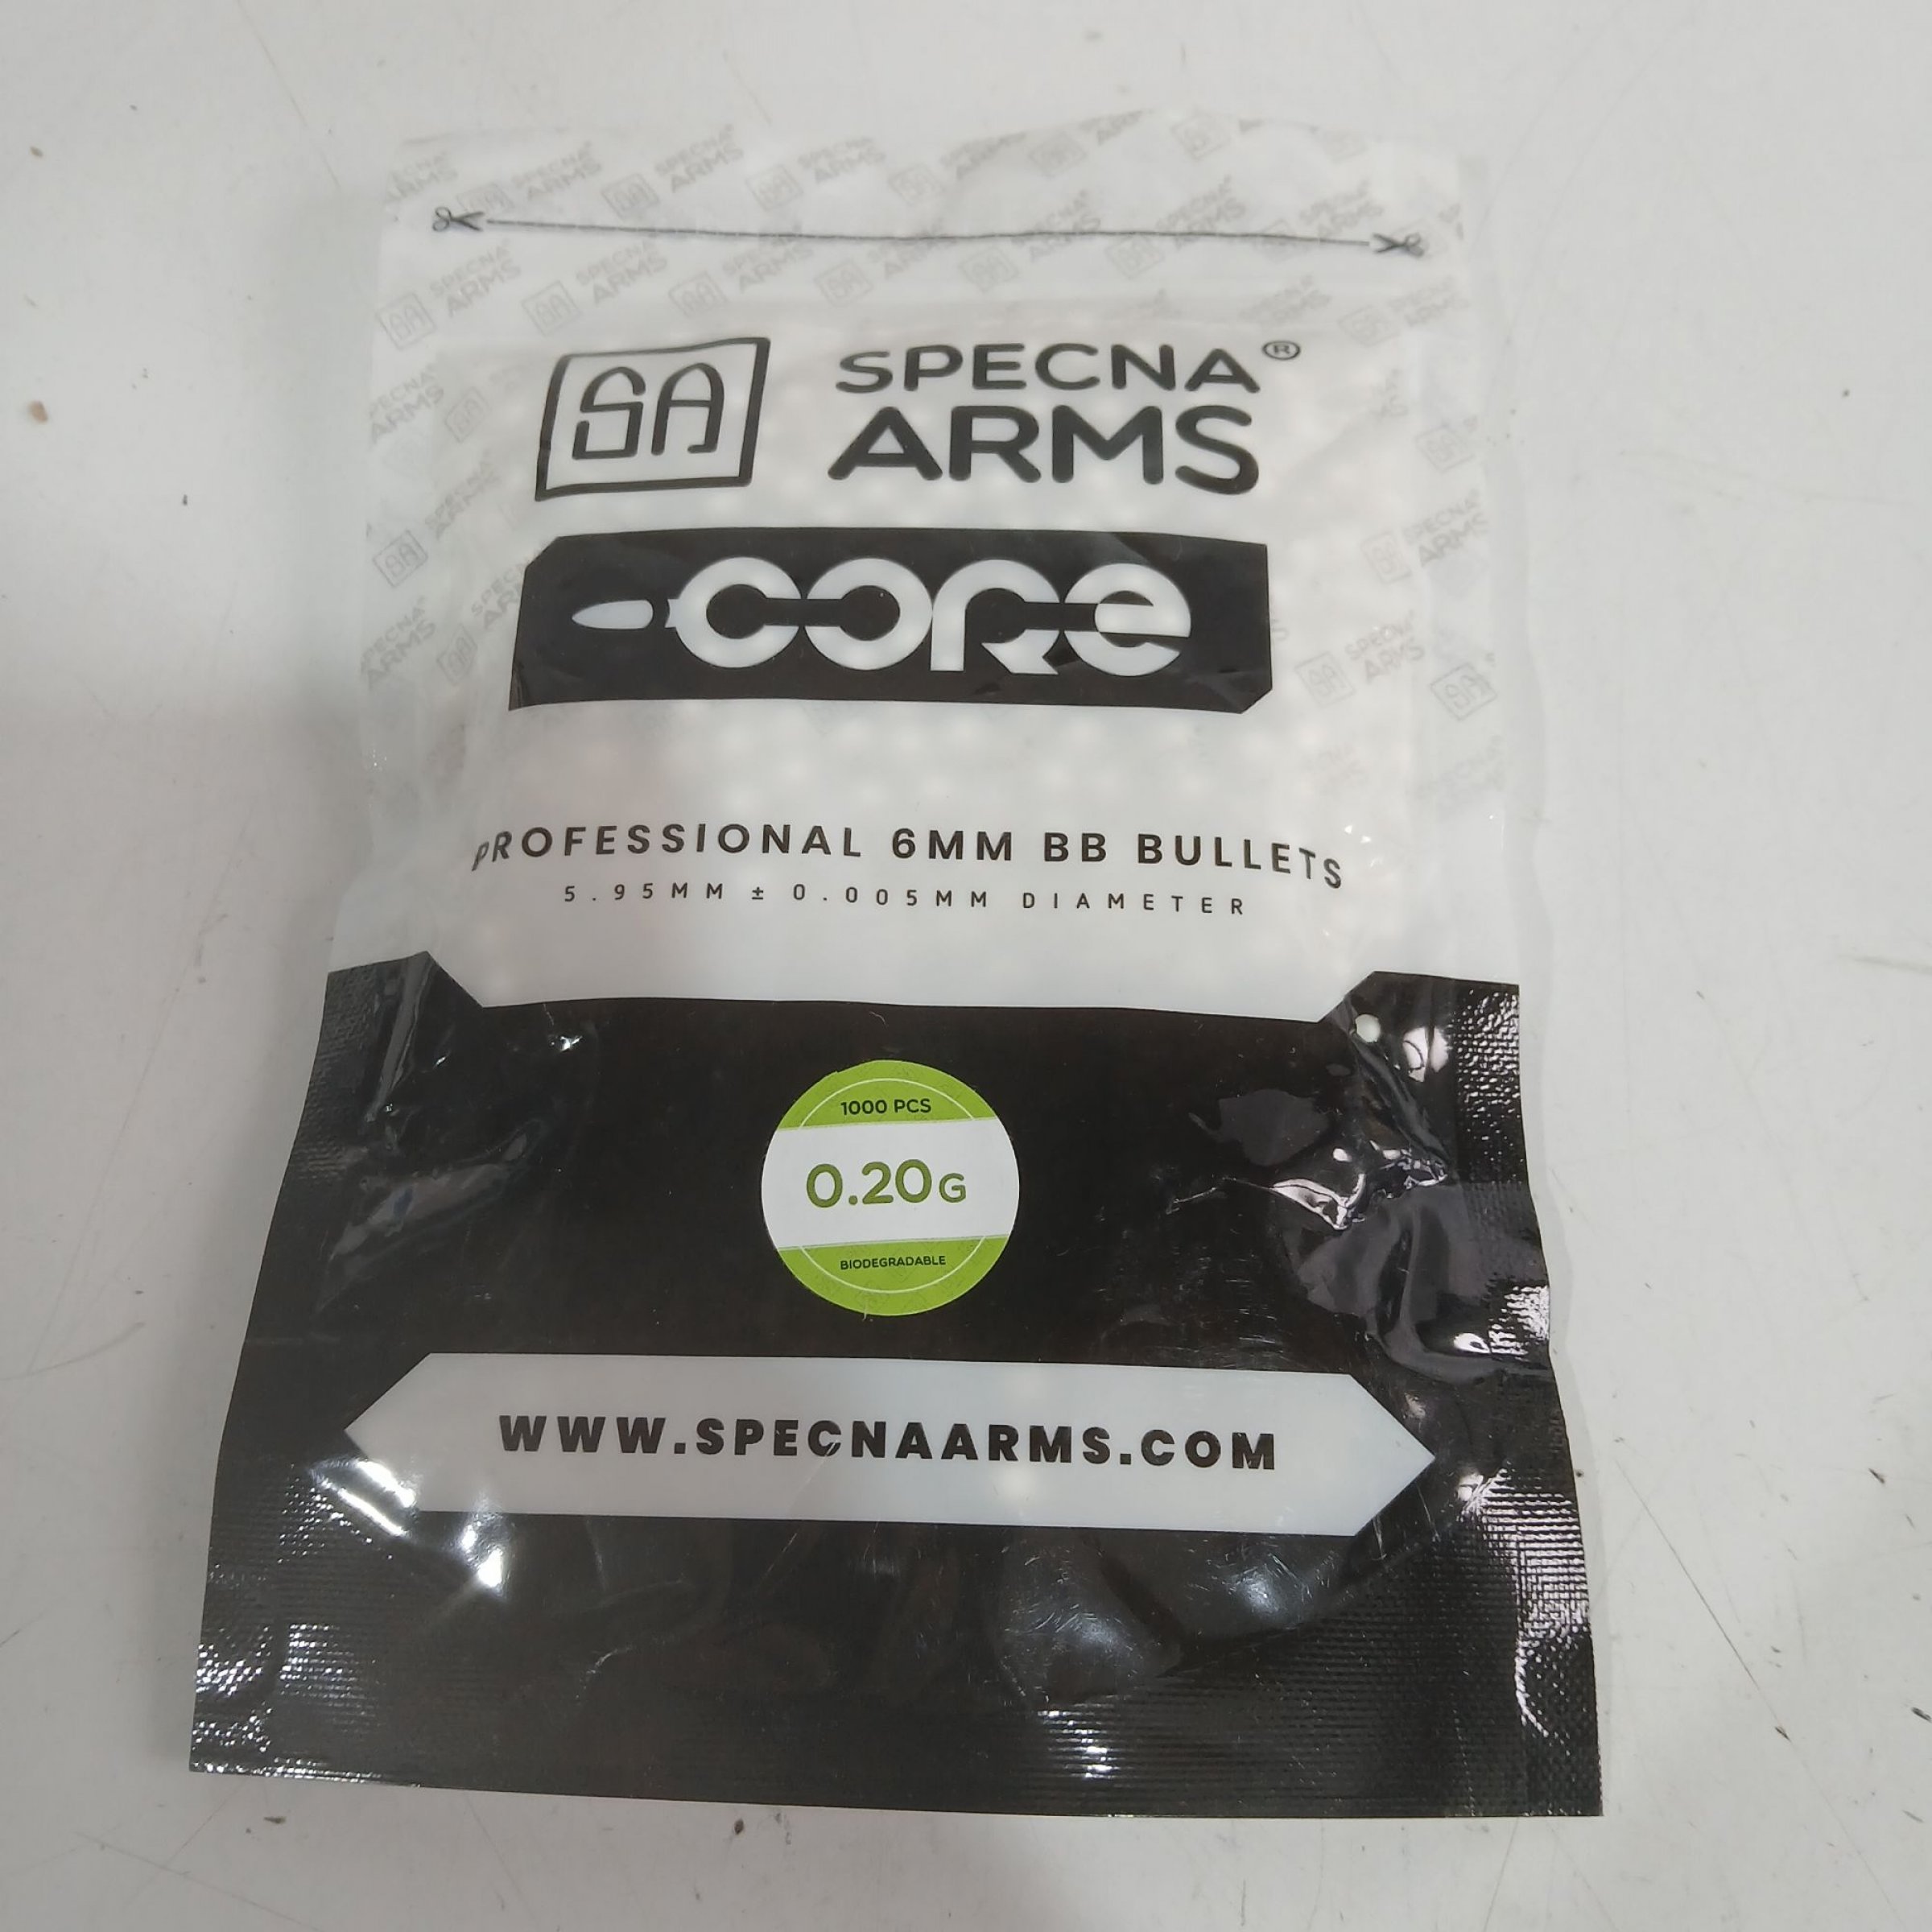 SA SPECNA®
ARMS
CORE
PROFESSIONAL 6MM BB BULLETS
5.95MM ± 0.005MM DIAMETER
1000 PCS
0.20G
BIODEGRADABLE
WWW.SPECNAARMS.COM